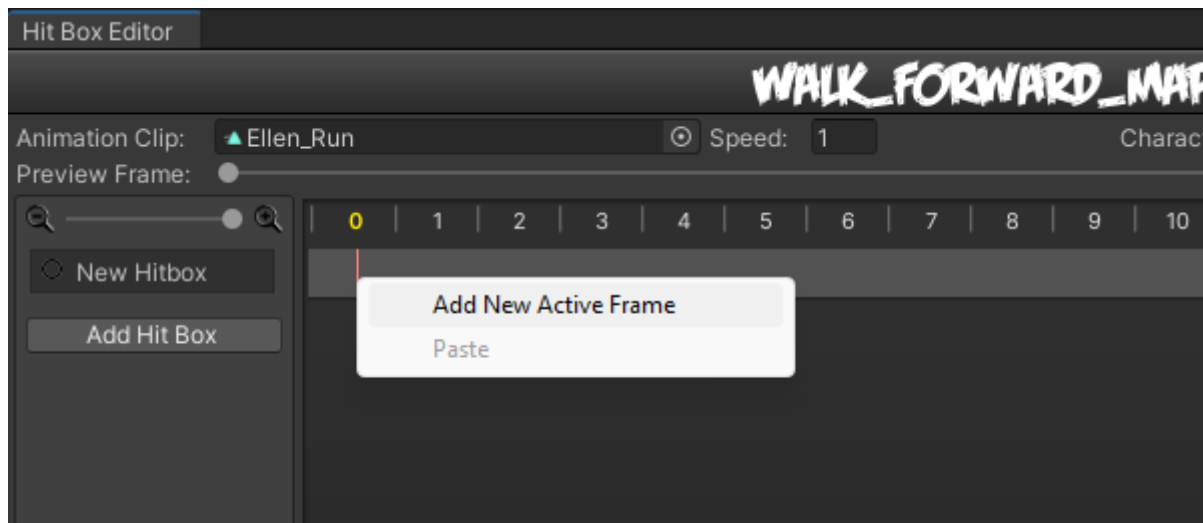 Hit Box Editor
WALK_FORWARD_MAP
Animation Clip: Ellen_Run Speed: 1 Charac
Preview Frame:
0 1 2 3 4 5 6 7 8 9 10
New Hitbox
Add New Active Frame
Add Hit Box
Paste